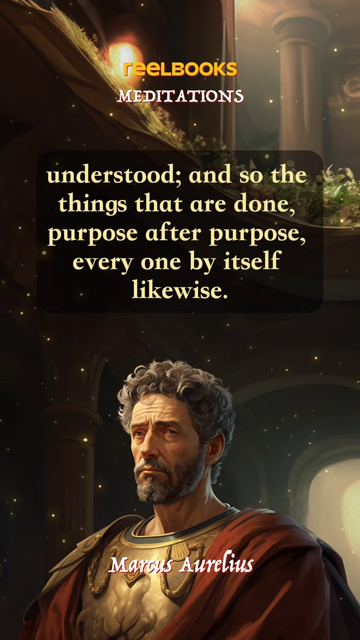 reelbooks
MEDITATIONS
understood; and so the
things that are done,
purpose after purpose,
every one by itself
likewise.
Marcus Aurelius